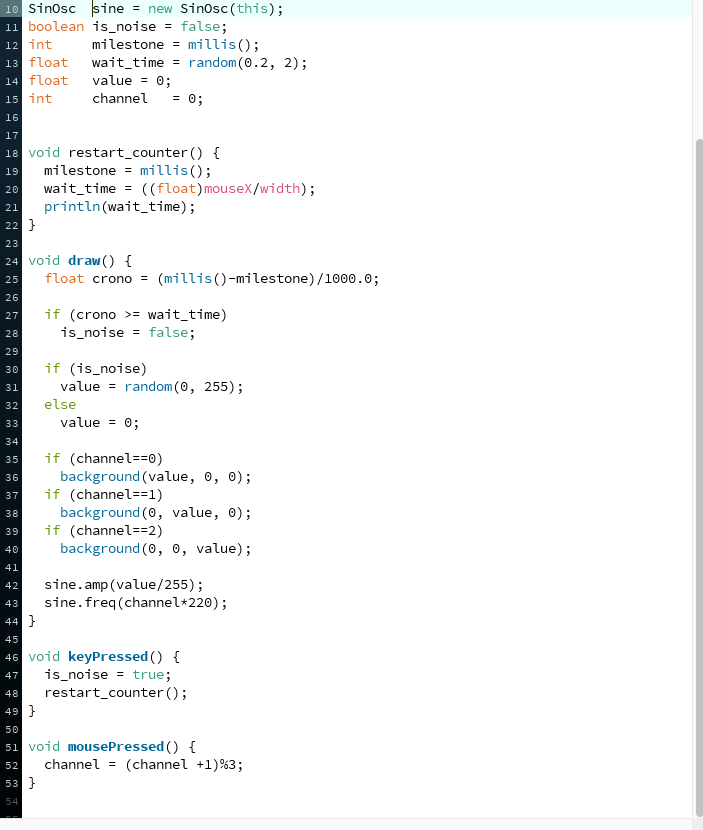 10 SinOsc  sine = new SinOsc(this);
11 boolean is_noise = false;
12 int     milestone = millis();
13 float   wait_time = random(0.2, 2);
14 float   value = 0;
15 int     channel   = 0;
16
17
18 void restart_counter() {
19   milestone = millis();
20   wait_time = ((float)mouseX/width);
21   println(wait_time);
22 }
23
24 void draw() {
25   float crono = (millis()-milestone)/1000.0;
26
27   if (crono >= wait_time)
28     is_noise = false;
29
30   if (is_noise)
31     value = random(0, 255);
32   else
33     value = 0;
34
35   if (channel==0)
36     background(value, 0, 0);
37   if (channel==1)
38     background(0, value, 0);
39   if (channel==2)
40     background(0, 0, value);
41
42   sine.amp(value/255);
43   sine.freq(channel*220);
44 }
45
46 void keyPressed() {
47   is_noise = true;
48   restart_counter();
49 }
50
51 void mousePressed() {
52   channel = (channel +1)%3;
53 }
54